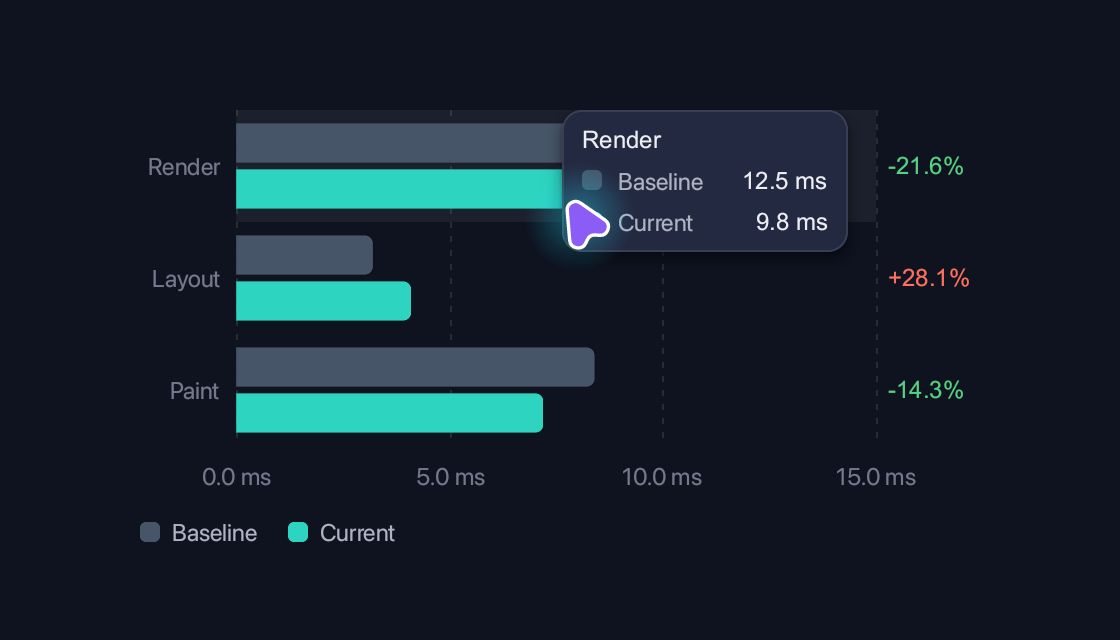 Render
Baseline 12.5 ms
Current 9.8 ms
Render
-21.6%
Layout
+28.1%
Paint
-14.3%
0.0 ms 5.0 ms 10.0 ms 15.0 ms
Baseline Current